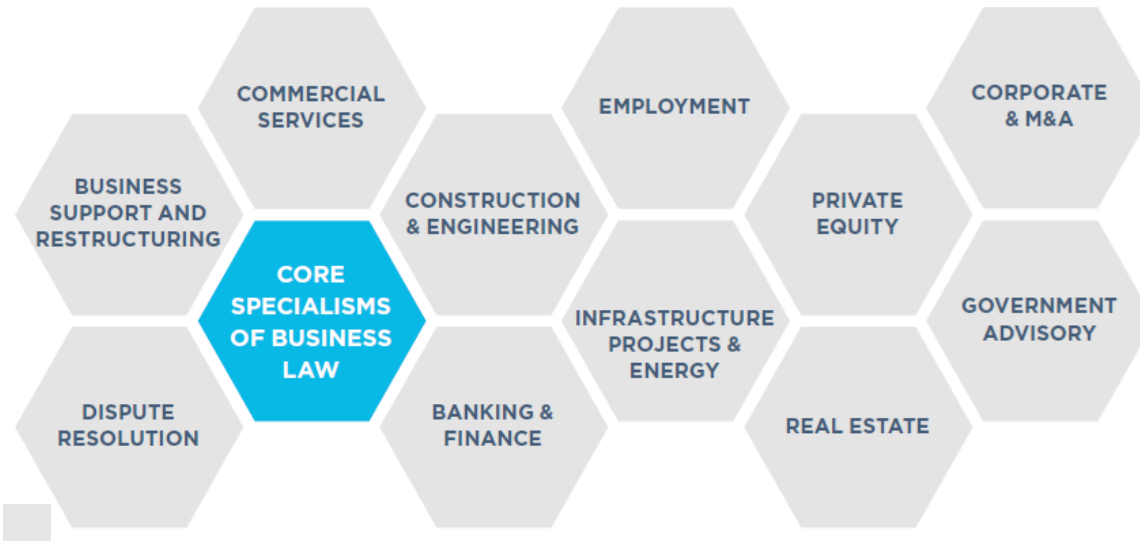 COMMERCIAL
SERVICES
EMPLOYMENT
CORPORATE
& M&A
BUSINESS
SUPPORT AND
RESTRUCTURING
CONSTRUCTION
& ENGINEERING
PRIVATE
EQUITY
CORE
SPECIALISMS
OF BUSINESS
LAW
INFRASTRUCTURE
PROJECTS &
ENERGY
GOVERNMENT
ADVISORY
DISPUTE
RESOLUTION
BANKING &
FINANCE
REAL ESTATE